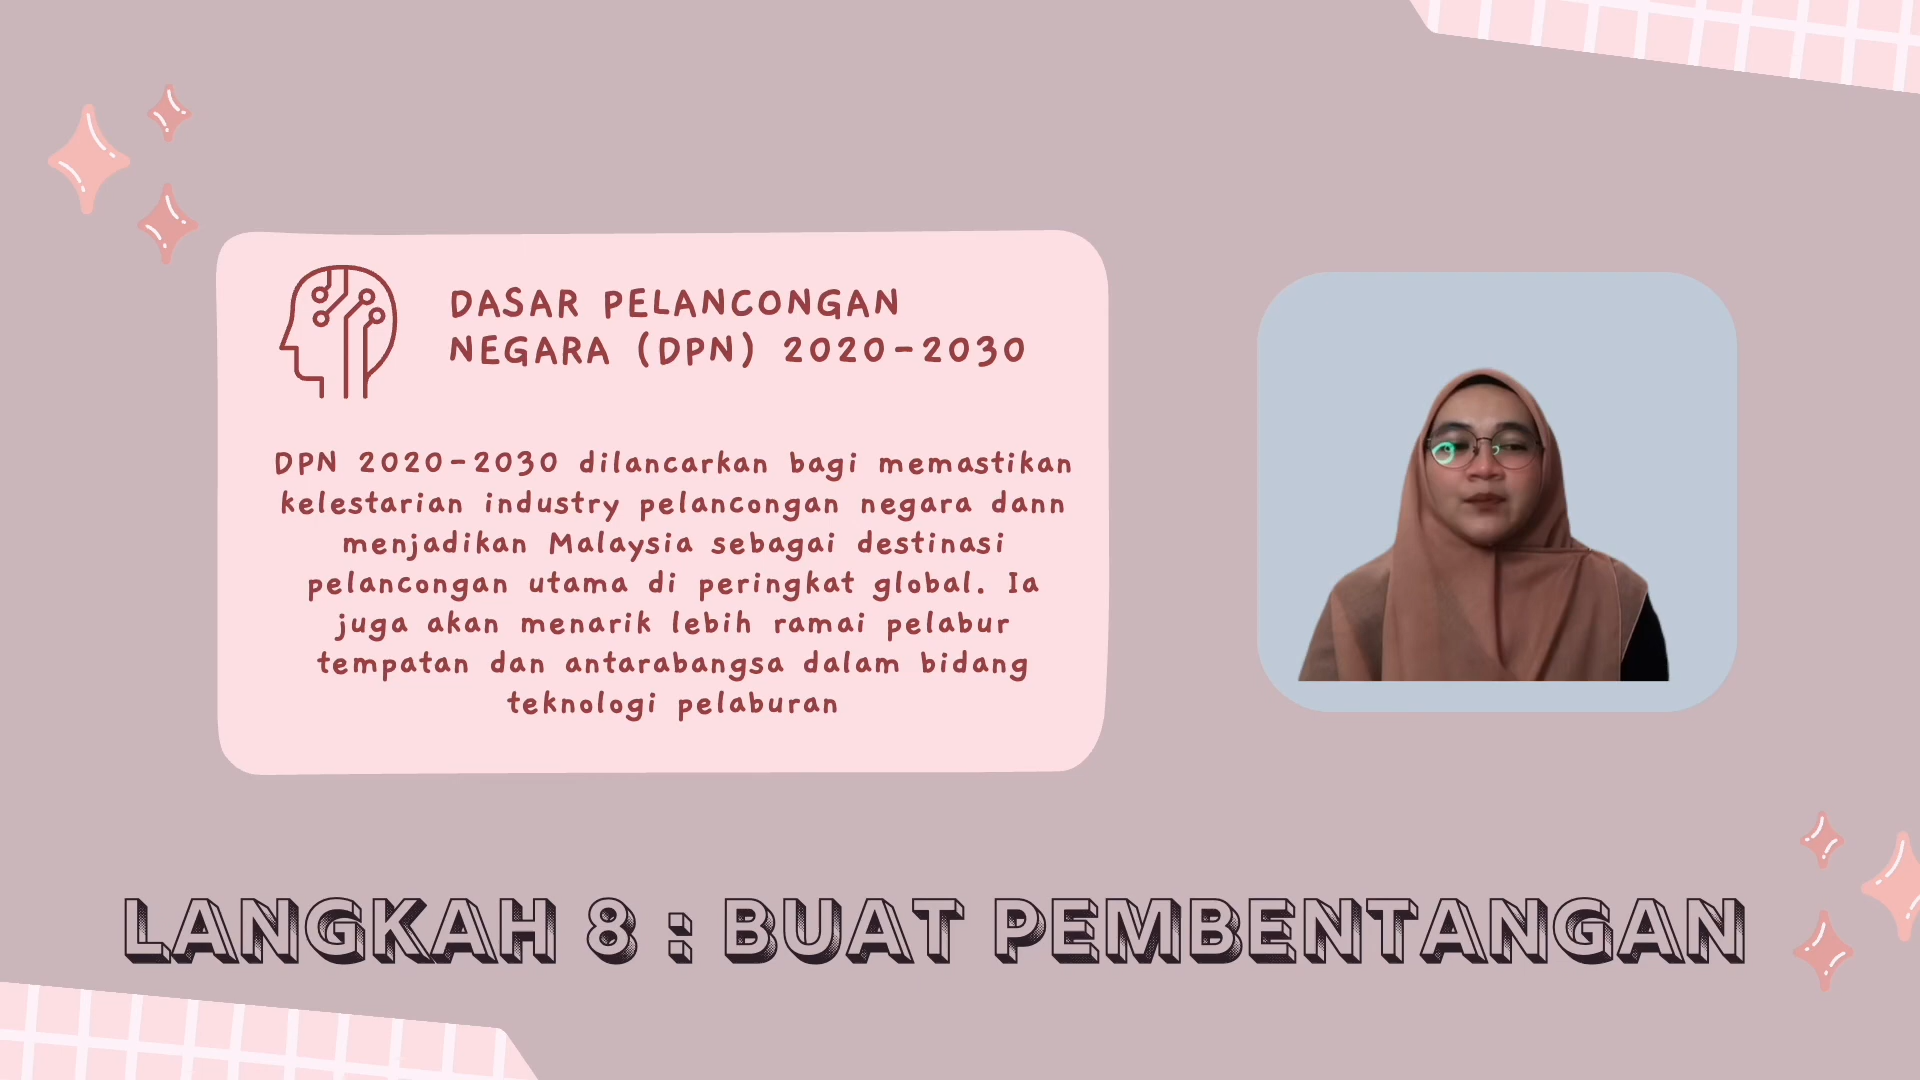 DASAR PELANCONGAN
NEGARA (DPN) 2020-2030
DPN 2020-2030 dilancarkan bagi memastikan
kelestarian industry pelancongan negara dann
menjadikan Malaysia sebagai destinasi
pelancongan utama di peringkat global. Ia
juga akan menarik lebih ramai pelabur
tempatan dan antarabangsa dalam bidang
teknologi pelaburan
LANGKAH 8 : BUAT PEMBENTANGAN